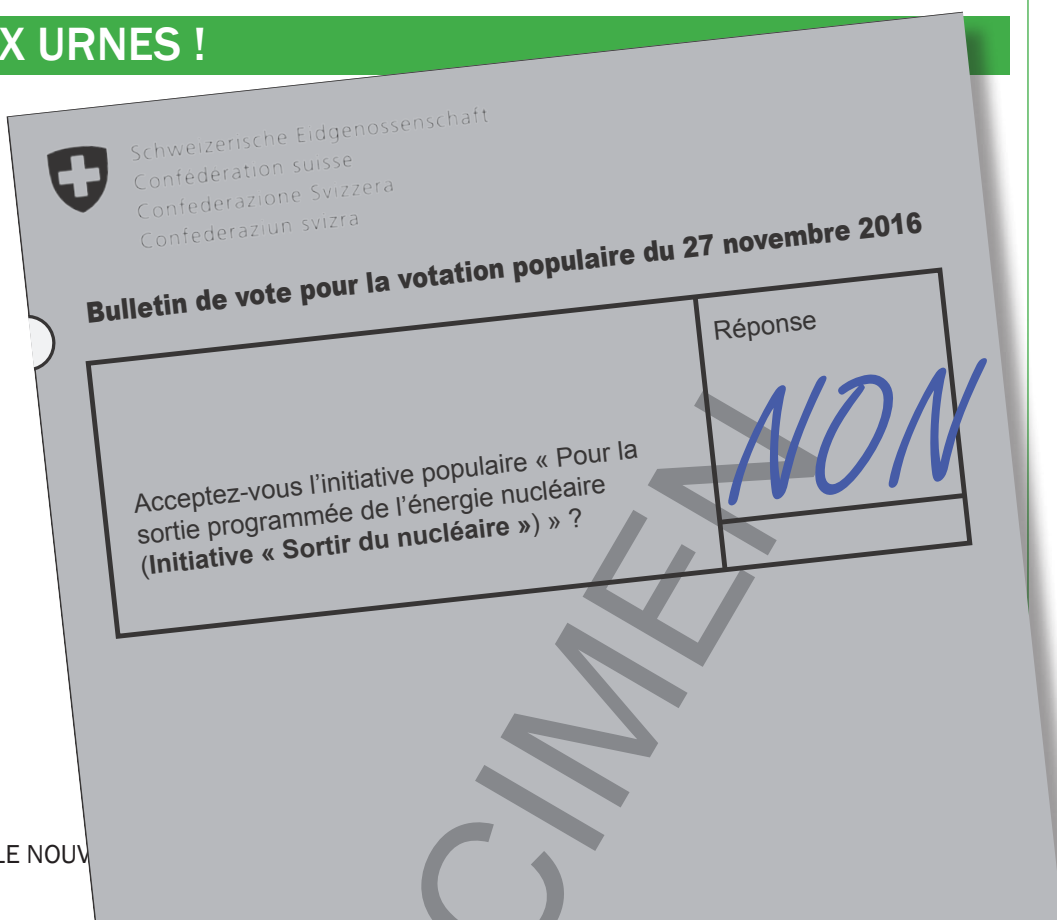 X URNES !
Schweizerische Eidgenossenschaft
Confédération suisse
Confederazione Svizzera
Confederaziun svizra
Bulletin de vote pour la votation populaire du 27 novembre 2016
Réponse
NON
Acceptez-vous l'initiative populaire « Pour la
sortie programmée de l'énergie nucléaire
(Initiative « Sortir du nucléaire ») » ?
CIMEN
LE NOUV